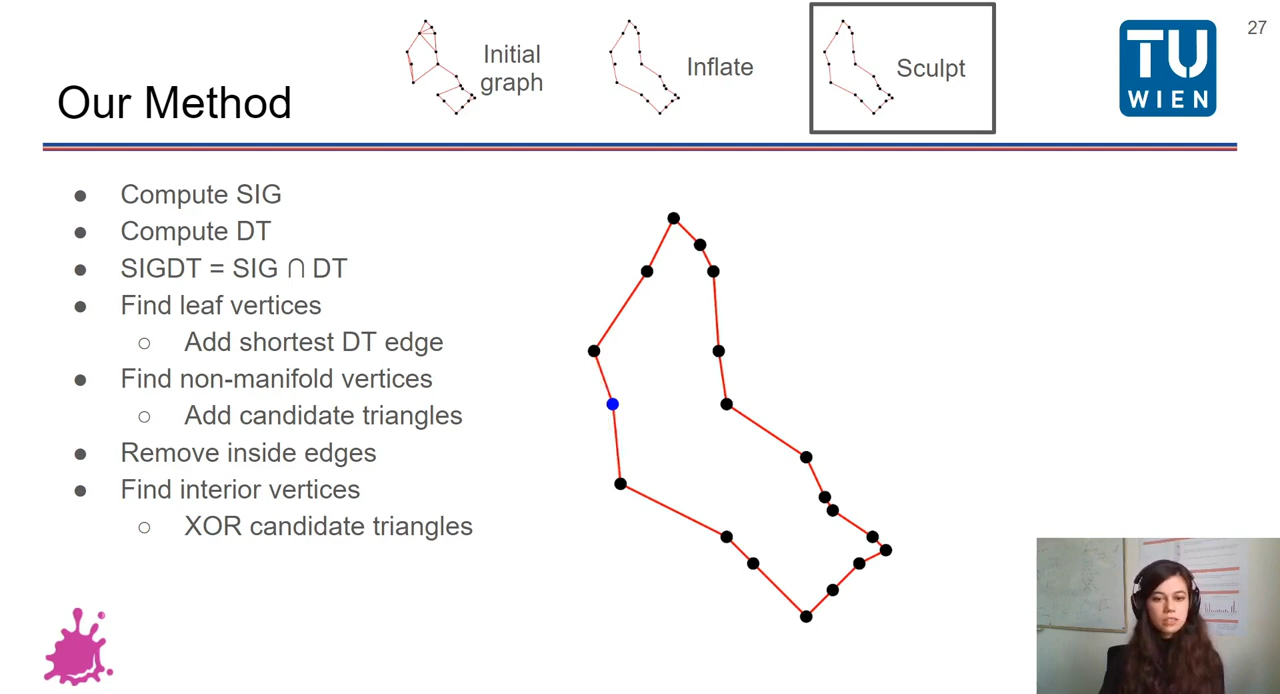 27
Initial
graph
Inflate
Sculpt
TU
WIEN
Our Method
● Compute SIG
● Compute DT
● SIGDT = SIG ∩ DT
● Find leaf vertices
○ Add shortest DT edge
● Find non-manifold vertices
○ Add candidate triangles
● Remove inside edges
● Find interior vertices
○ XOR candidate triangles